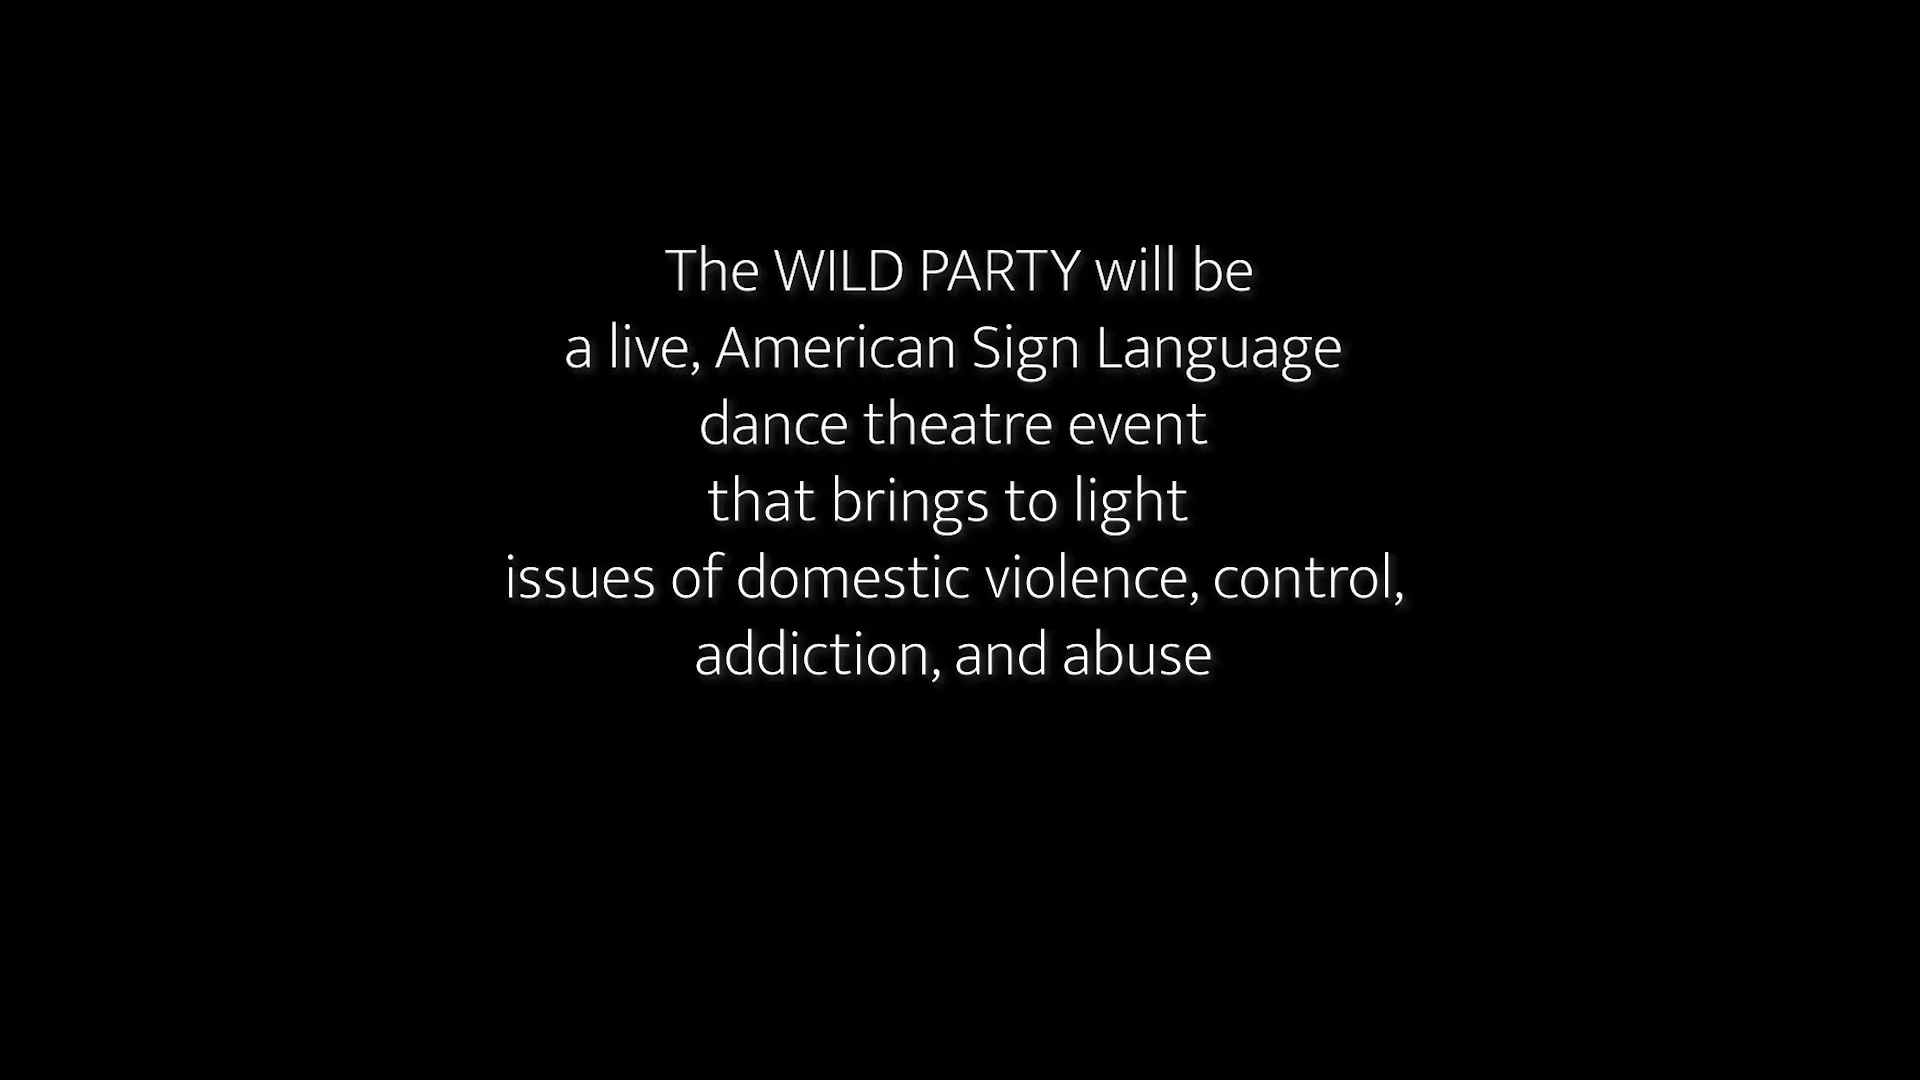 The WILD PARTY will be
a live, American Sign Language
dance theatre event
that brings to light
issues of domestic violence, control,
addiction, and abuse